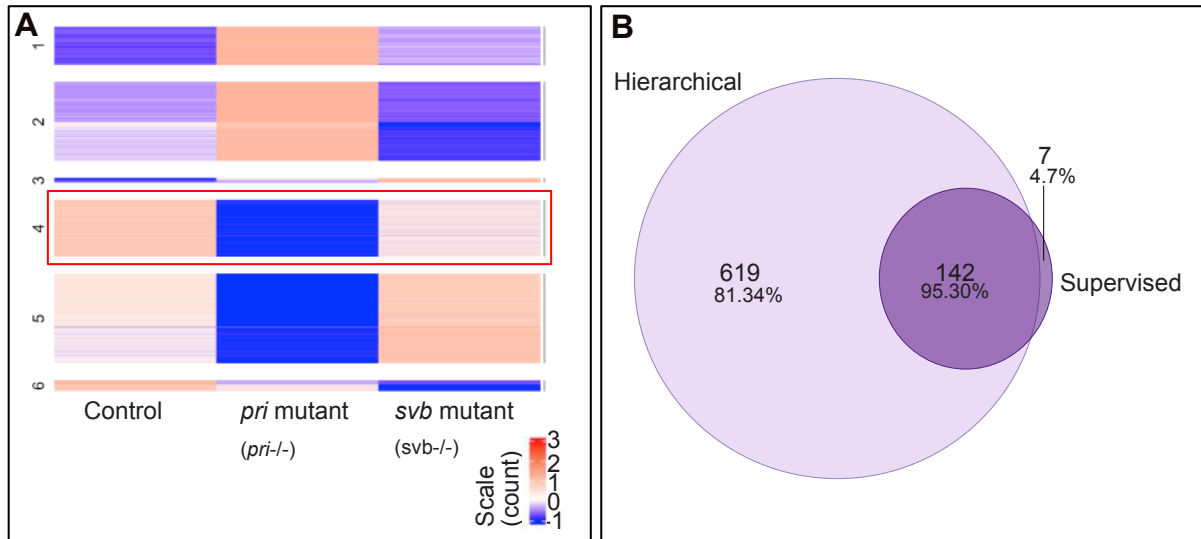 A
1
2
3
4
5
6
Control
pri mutant
(pri-/-)
svb mutant
(svb-/-)
Scale
(count)
3
2
1
0
-1
B
Hierarchical
7
4.7%
619
81.34%
142
95.30%
Supervised